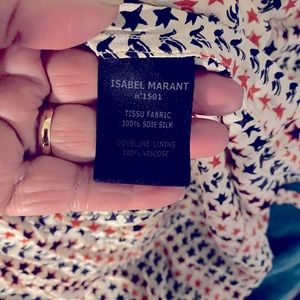 ISABEL MARANT
n°1501
TISSU FABRIC
100% SOIE SILK
DOUBLURE LINING
100% VISCOSE